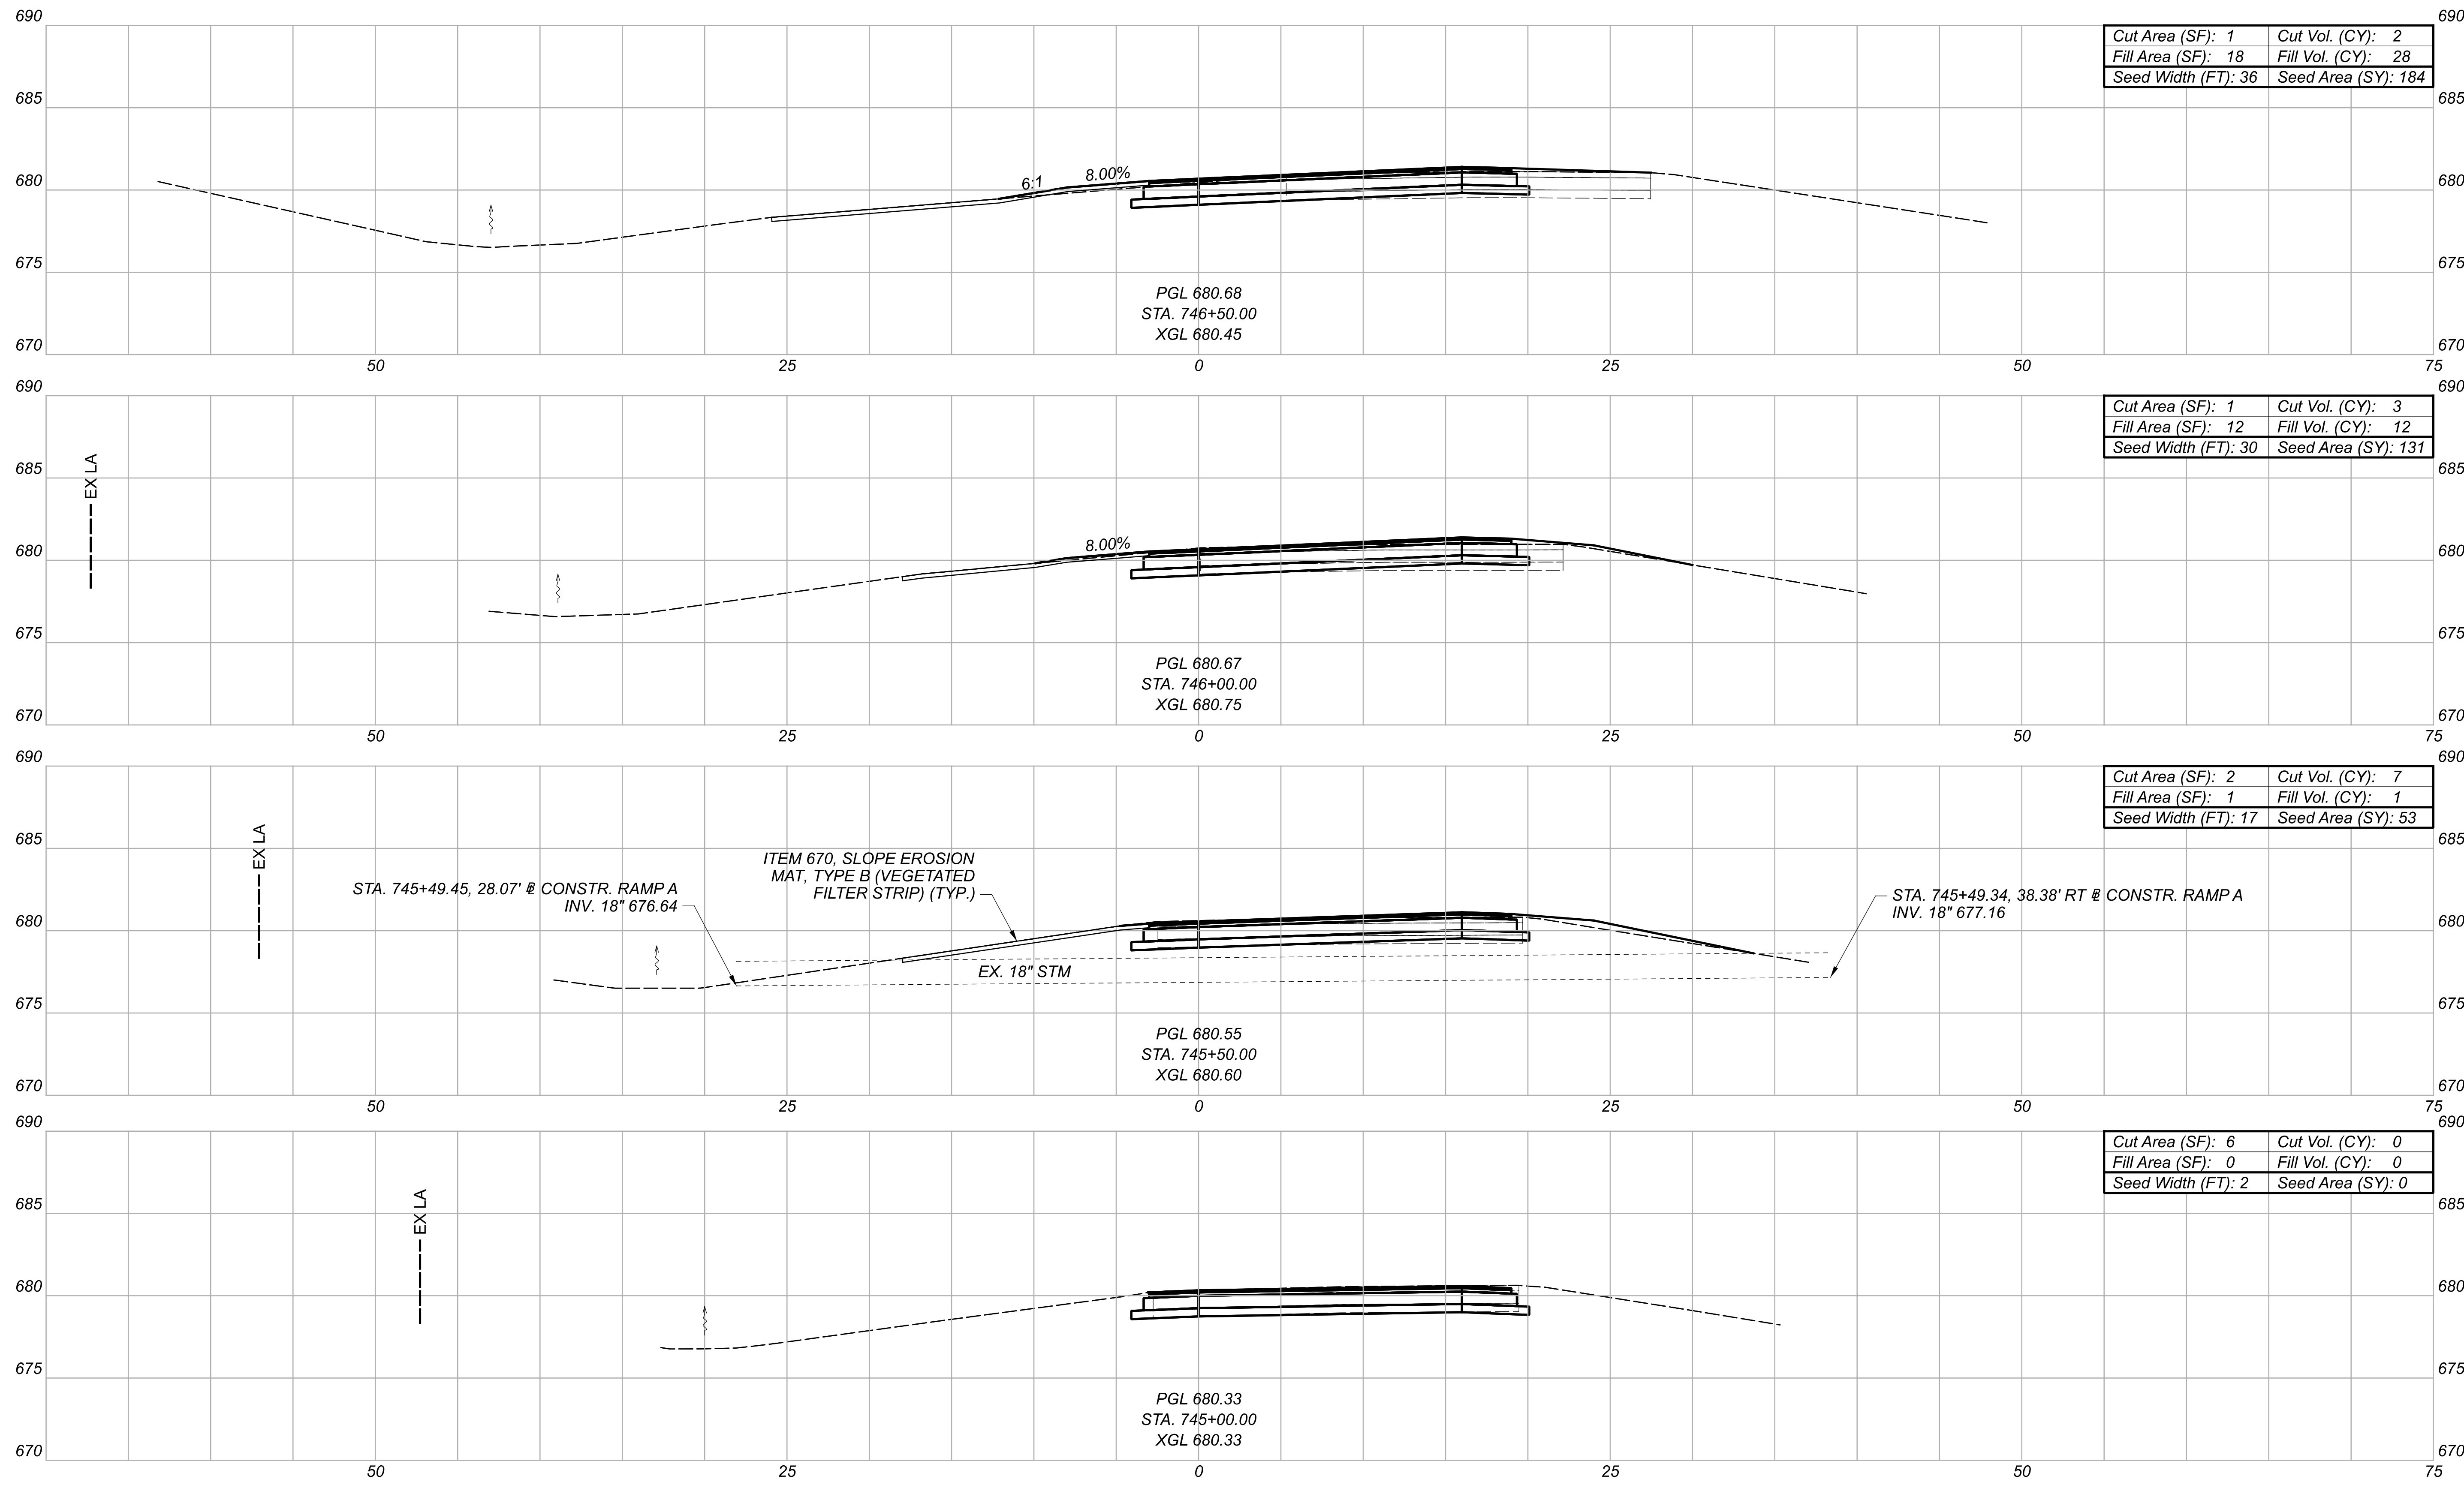 690
690
Cut Area (SF): 1 Cut Vol. (CY): 2
Fill Area (SF): 18 Fill Vol. (CY): 28
Seed Width (FT): 36 Seed Area (SY): 184
685
685
6:1
8.00%
680
680
675
675
PGL 680.68
STA. 746+50.00
XGL 680.45
670
670
50 25 0 25 50 75
690
690
Cut Area (SF): 1 Cut Vol. (CY): 3
Fill Area (SF): 12 Fill Vol. (CY): 12
Seed Width (FT): 30 Seed Area (SY): 131
EX LA
685
685
8.00%
680
680
675
675
PGL 680.67
STA. 746+00.00
XGL 680.75
670
670
50 25 0 25 50 75
690
690
Cut Area (SF): 2 Cut Vol. (CY): 7
Fill Area (SF): 1 Fill Vol. (CY): 1
Seed Width (FT): 17 Seed Area (SY): 53
EX LA
685
685
ITEM 670, SLOPE EROSION
MAT, TYPE B (VEGETATED
FILTER STRIP) (TYP.)
STA. 745+49.45, 28.07' ⅊ CONSTR. RAMP A
INV. 18" 676.64
STA. 745+49.34, 38.38' RT ⅊ CONSTR. RAMP A
INV. 18" 677.16
680
680
EX. 18" STM
675
675
PGL 680.55
STA. 745+50.00
XGL 680.60
670
670
50 25 0 25 50 75
690
690
Cut Area (SF): 6 Cut Vol. (CY): 0
Fill Area (SF): 0 Fill Vol. (CY): 0
Seed Width (FT): 2 Seed Area (SY): 0
EX LA
685
685
680
680
675
675
PGL 680.33
STA. 745+00.00
XGL 680.33
670
670
50 25 0 25 50 75